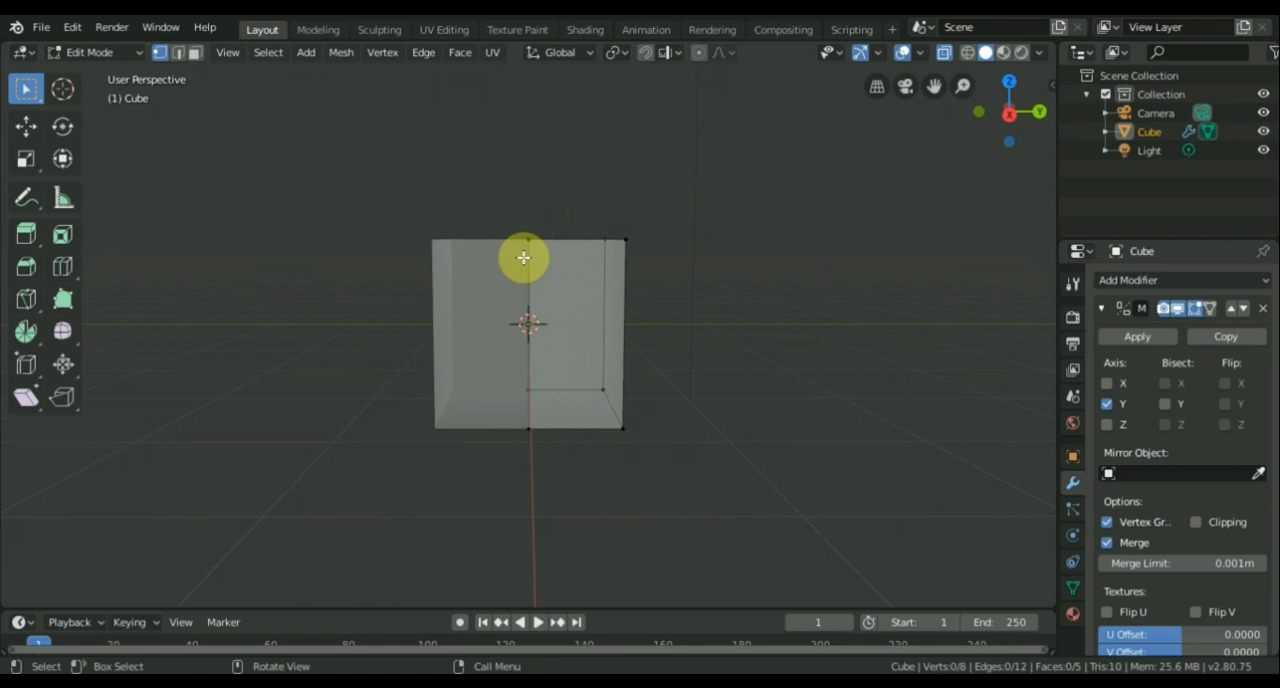 File Edit Render Window Help Layout Modeling Sculpting UV Editing Texture Paint Shading Animation Rendering Compositing Scripting + Scene View Layer
Edit Mode View Select Add Mesh Vertex Edge Face UV Global
User Perspective
(1) Cube
Z
Y
X
Scene Collection
Collection
Camera
Cube
Light
Cube
Add Modifier
M
Apply Copy
Axis: Bisect: Flip:
X X X
Y Y Y
Z Z Z
Mirror Object:
Options:
Vertex Gr.. Clipping
Merge
Merge Limit: 0.001m
Textures:
Flip U Flip V
U Offset: 0.0000
V Offset: 0.0000
Playback Keying View Marker 1 Start: 1 End: 250
1 20 40 60 80 100 120 140 160 180 200 220 240
Select Box Select Rotate View Call Menu Cube | Verts:0/8 | Edges:0/12 | Faces:0/5 | Tris:10 | Mem: 25.6 MB | v2.80.75